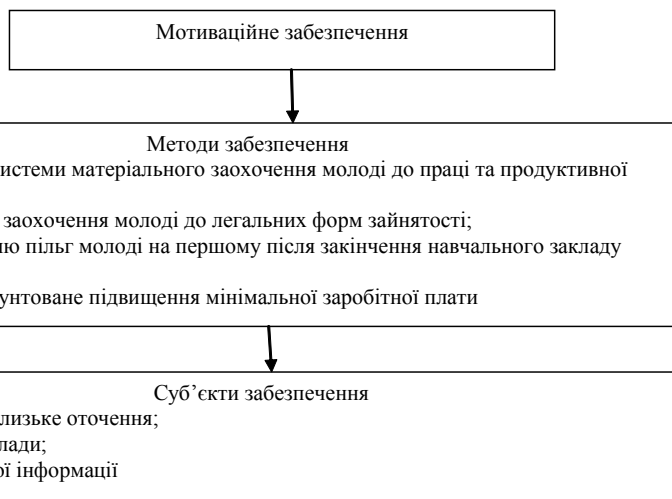 Мотиваційне забезпечення
Методи забезпечення
истеми матеріального заохочення молоді до праці та продуктивної
заохочення молоді до легальних форм зайнятості;
ю пільг молоді на першому після закінчення навчального закладу
унтоване підвищення мінімальної заробітної плати
Суб’єкти забезпечення
лизьке оточення;
лади;
ої інформації